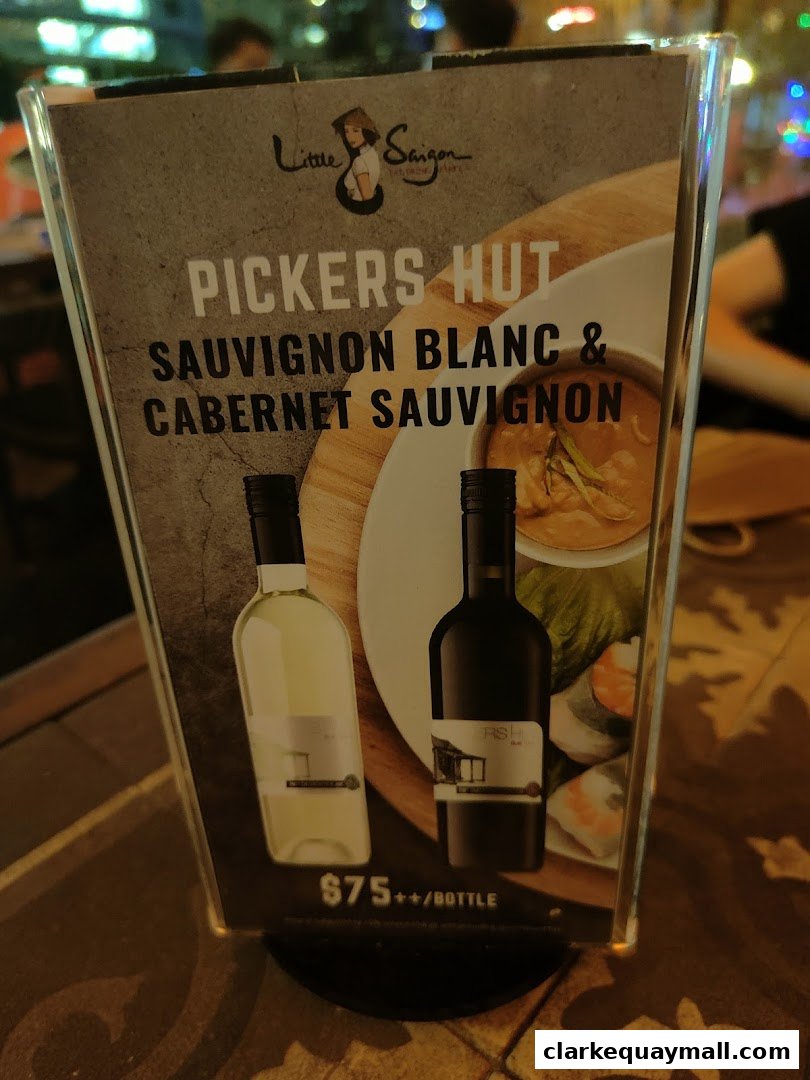 Little Saigon
PICKERS HUT
SAUVIGNON BLANC &
CABERNET SAUVIGNON
$75++/BOTTLE
clarkequaymall.com